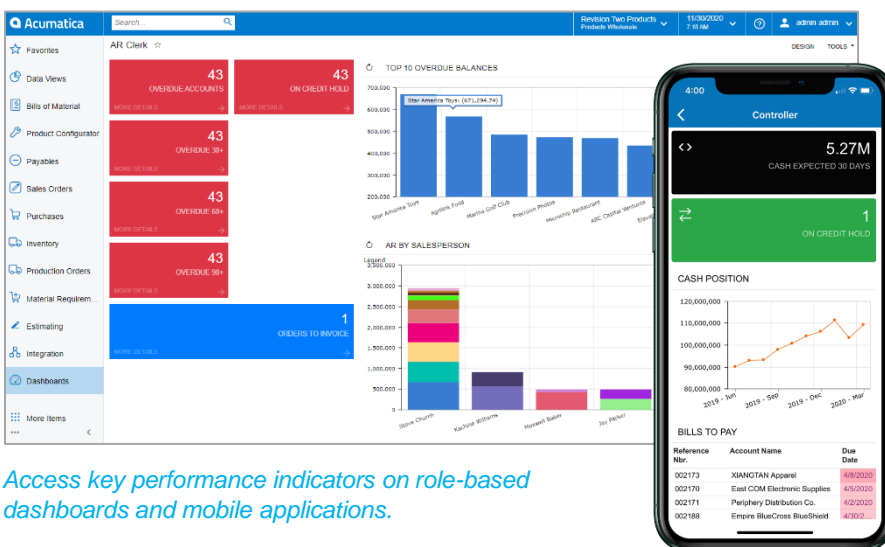 Acumatica
Search...
Revision Two Products
Products Wholesale
11/30/2020
7:18 AM
admin admin
Favorites
Data Views
Bills of Material
Product Configurator
Payables
Sales Orders
Purchases
Inventory
Production Orders
Material Requirem...
Estimating
Integration
Dashboards
More Items
AR Clerk
DESIGN TOOLS
43
OVERDUE ACCOUNTS
MORE DETAILS
43
ON CREDIT HOLD
MORE DETAILS
43
OVERDUE 30+
MORE DETAILS
43
OVERDUE 60+
MORE DETAILS
43
OVERDUE 90+
MORE DETAILS
1
ORDERS TO INVOICE
MORE DETAILS
TOP 10 OVERDUE BALANCES
700,000
Star America Toys: (671,294.74)
600,000
500,000
400,000
300,000
200,000
Star America Toys
Agrilink Food
Marina Golf Club
Precision Photos
Microchip Restaurant
ABC Capital Ventures
AR BY SALESPERSON
Legend
3,500,000
3,000,000
2,500,000
2,000,000
1,500,000
1,000,000
500,000
0
Steve Church
Kachine Williams
Maxwell Baker
Jay Parker
4:00
Controller
5.27M
CASH EXPECTED 30 DAYS
1
ON CREDIT HOLD
CASH POSITION
120,000,000
110,000,000
100,000,000
90,000,000
80,000,000
2019 - Jun
2019 - Sep
2019 - Dec
2020 - Mar
BILLS TO PAY
Reference Nbr. Account Name Due Date
002173 XIANGTAN Apparel 4/8/2020
002170 East COM Electronic Supplies 4/5/2020
002171 Periphery Distribution Co. 4/2/2020
002188 Empire BlueCross BlueShield 4/30/2...
Access key performance indicators on role-based
dashboards and mobile applications.